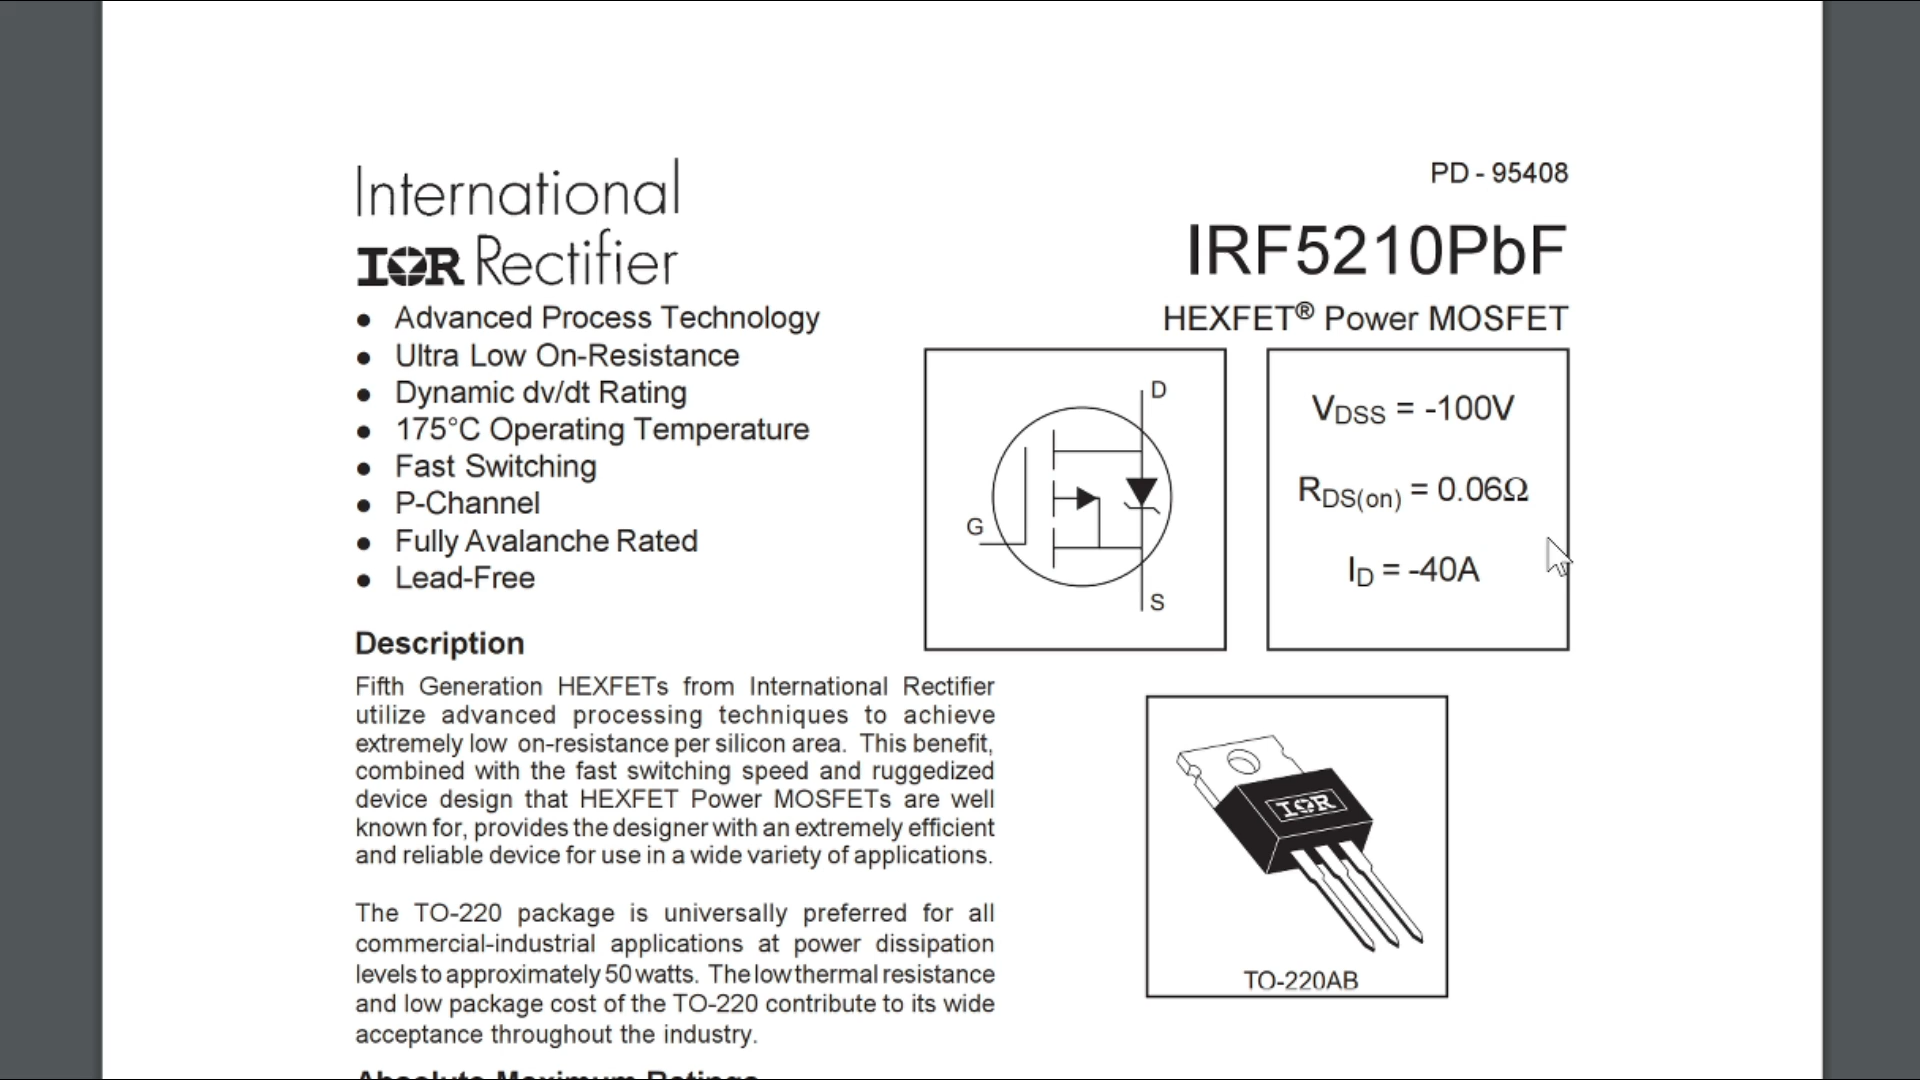 International
IOR Rectifier
PD - 95408
IRF5210PbF
HEXFET® Power MOSFET
● Advanced Process Technology
● Ultra Low On-Resistance
● Dynamic dv/dt Rating
● 175°C Operating Temperature
● Fast Switching
● P-Channel
● Fully Avalanche Rated
● Lead-Free
D
G
S
VDSS = -100V
RDS(on) = 0.06Ω
ID = -40A
Description
Fifth Generation HEXFETs from International Rectifier
utilize advanced processing techniques to achieve
extremely low on-resistance per silicon area. This benefit,
combined with the fast switching speed and ruggedized
device design that HEXFET Power MOSFETs are well
known for, provides the designer with an extremely efficient
and reliable device for use in a wide variety of applications.
The TO-220 package is universally preferred for all
commercial-industrial applications at power dissipation
levels to approximately 50 watts. The low thermal resistance
and low package cost of the TO-220 contribute to its wide
acceptance throughout the industry.
IOR
TO-220AB
Absolute Maximum Ratings